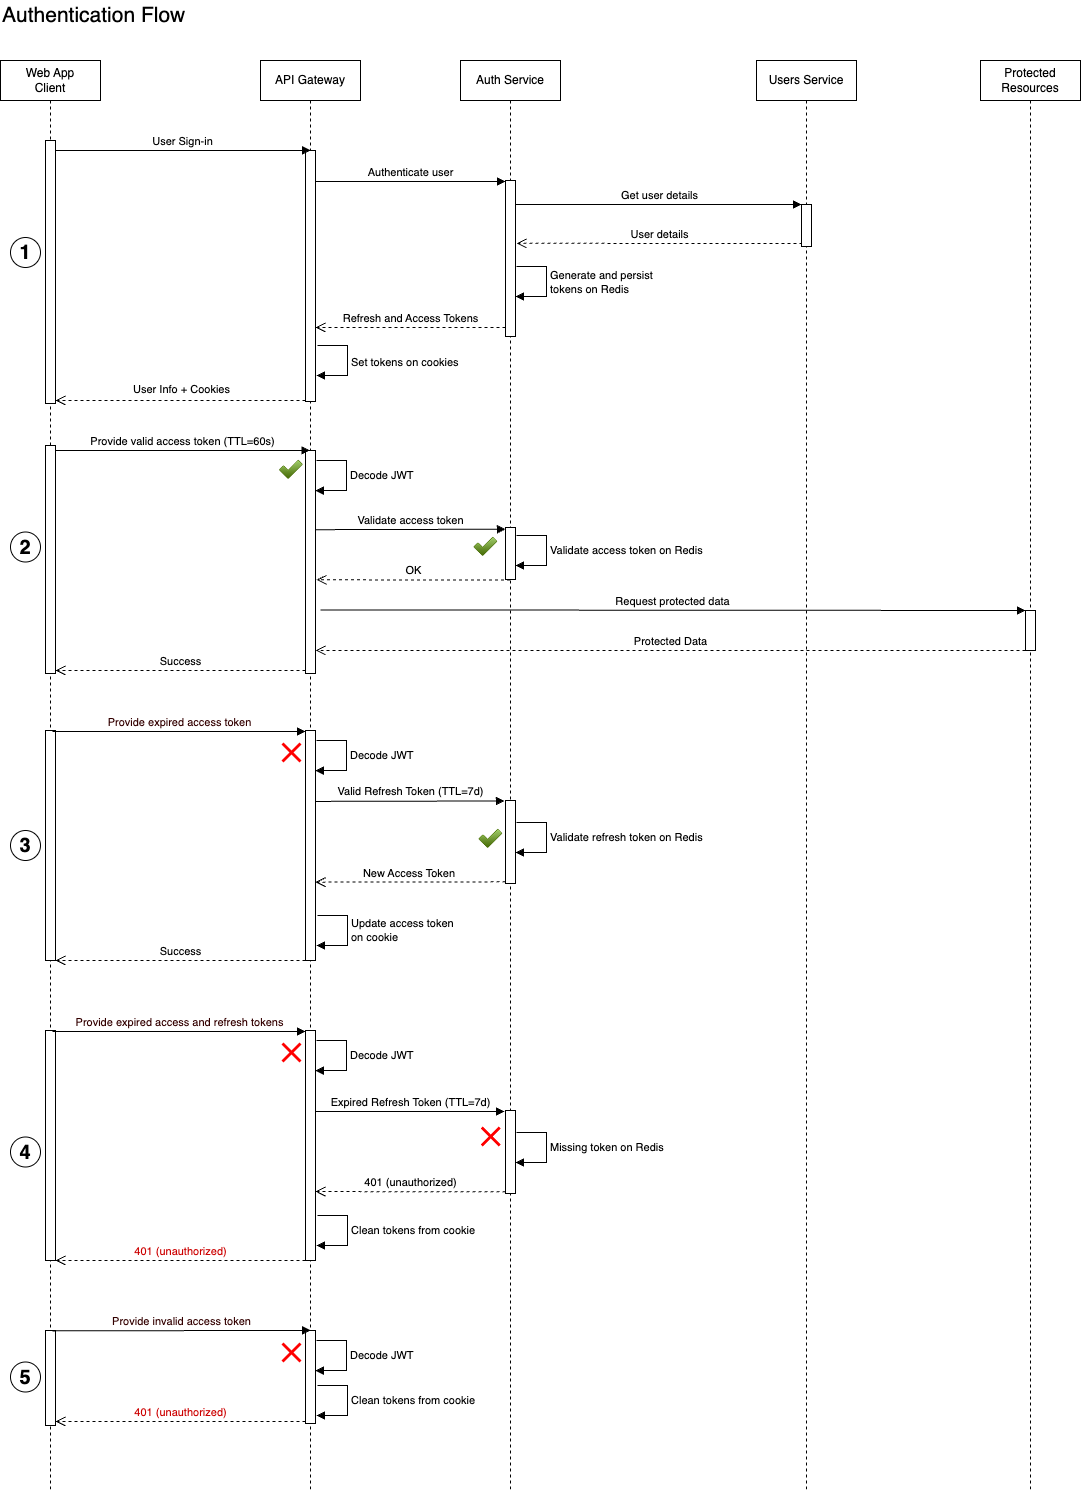 Authentication Flow
Web App
Client
API Gateway
Auth Service
Users Service
Protected
Resources
User Sign-in
Authenticate user
Get user details
User details
1
Generate and persist
tokens on Redis
Refresh and Access Tokens
Set tokens on cookies
User Info + Cookies
Provide valid access token (TTL=60s)
Decode JWT
Validate access token
2
Validate access token on Redis
OK
Request protected data
Protected Data
Success
Provide expired access token
Decode JWT
Valid Refresh Token (TTL=7d)
3
Validate refresh token on Redis
New Access Token
Update access token
on cookie
Success
Provide expired access and refresh tokens
Decode JWT
Expired Refresh Token (TTL=7d)
4
Missing token on Redis
401 (unauthorized)
Clean tokens from cookie
401 (unauthorized)
Provide invalid access token
Decode JWT
5
Clean tokens from cookie
401 (unauthorized)